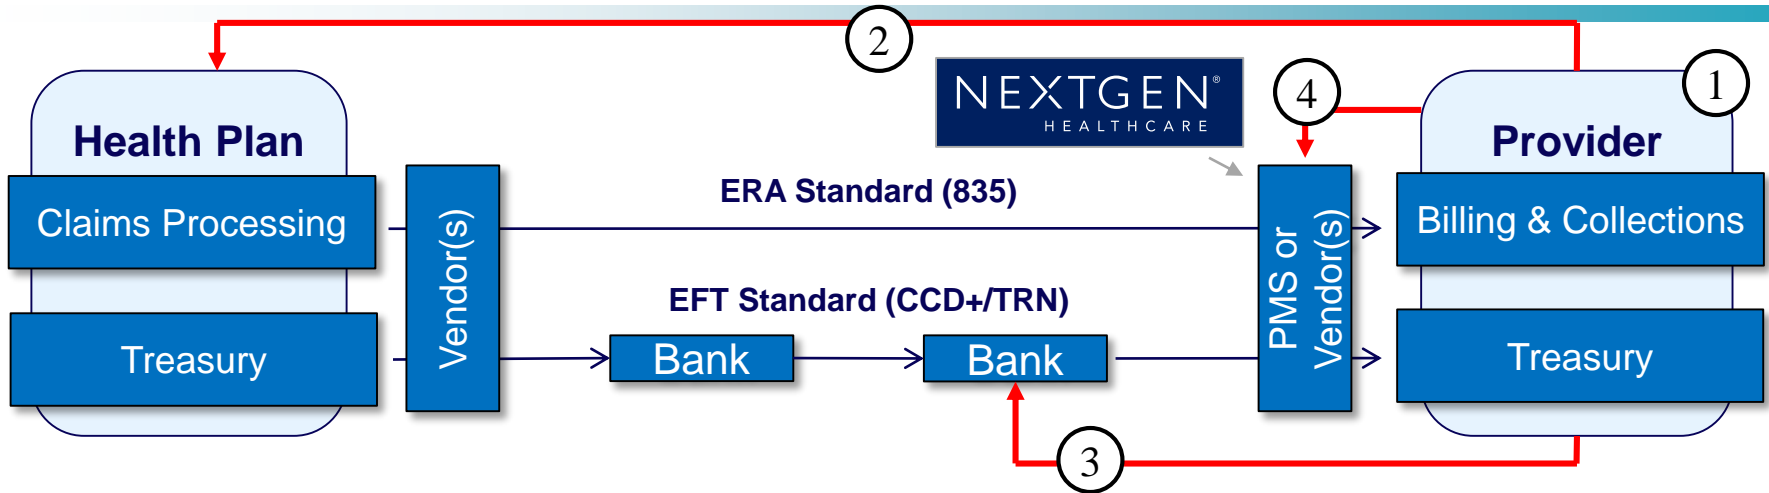 2
NEXTGEN®
HEALTHCARE
4
1
Health Plan
Provider
Claims Processing
Vendor(s)
ERA Standard (835)
PMS or
Vendor(s)
Billing & Collections
EFT Standard (CCD+/TRN)
Treasury
Bank
Bank
Treasury
3